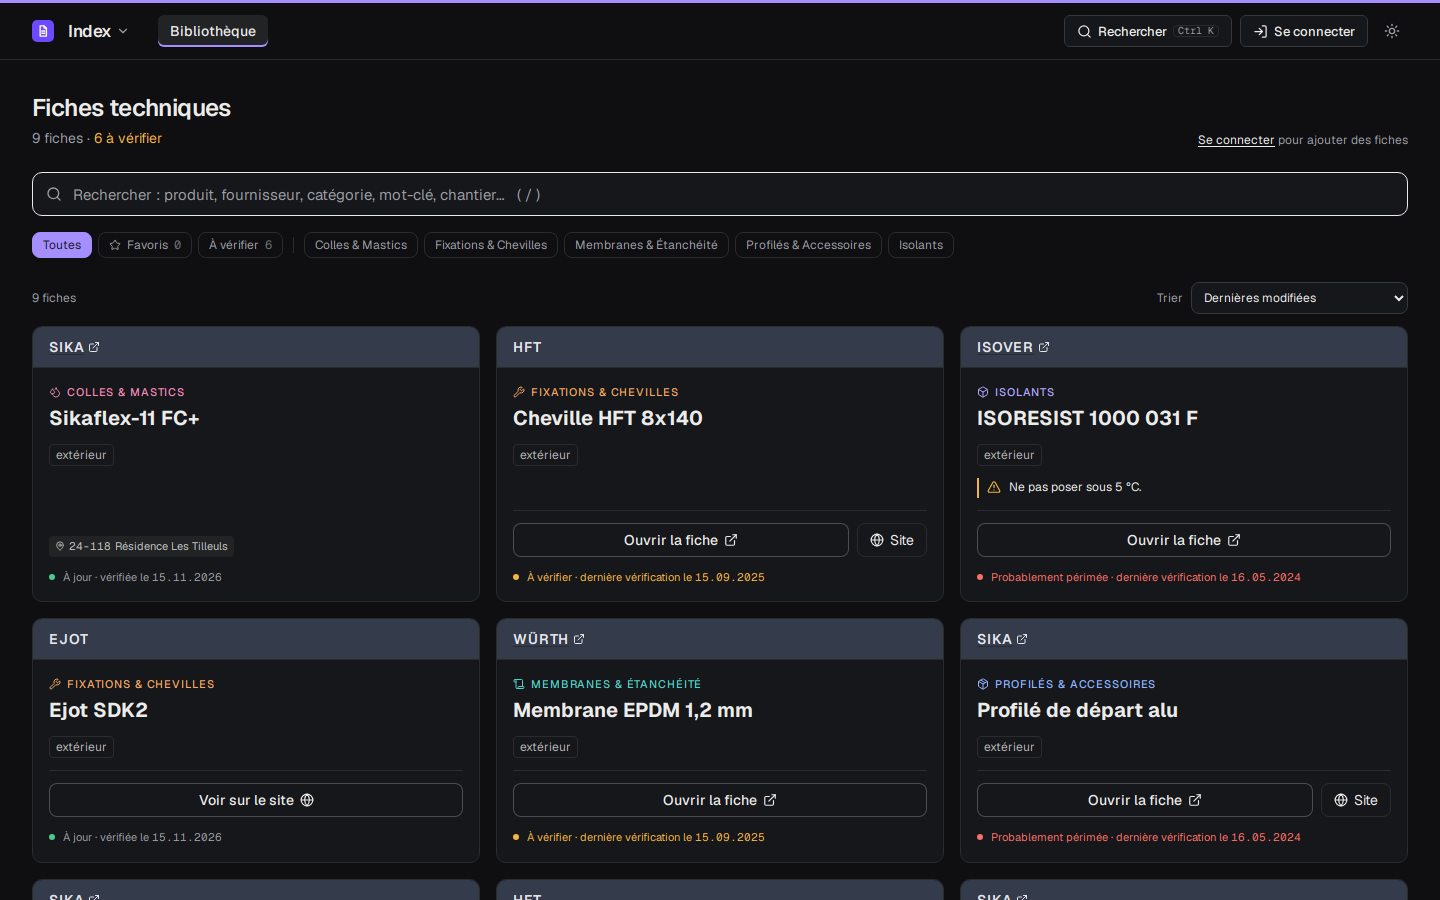 Index
Bibliothèque
Rechercher Ctrl K
Se connecter
Fiches techniques
9 fiches · 6 à vérifier
Se connecter pour ajouter des fiches
Rechercher : produit, fournisseur, catégorie, mot-clé, chantier… ( / )
Toutes
Favoris 0
À vérifier 6
Colles & Mastics
Fixations & Chevilles
Membranes & Étanchéité
Profilés & Accessoires
Isolants
9 fiches
Trier
Dernières modifiées
SIKA
COLLES & MASTICS
Sikaflex-11 FC+
extérieur
24-118 Résidence Les Tilleuls
À jour · vérifiée le 15.11.2026
HFT
FIXATIONS & CHEVILLES
Cheville HFT 8x140
extérieur
Ouvrir la fiche
Site
À vérifier · dernière vérification le 15.09.2025
ISOVER
ISOLANTS
ISORESIST 1000 031 F
extérieur
Ne pas poser sous 5 °C.
Ouvrir la fiche
Probablement périmée · dernière vérification le 16.05.2024
EJOT
FIXATIONS & CHEVILLES
Ejot SDK2
extérieur
Voir sur le site
À jour · vérifiée le 15.11.2026
WÜRTH
MEMBRANES & ÉTANCHÉITÉ
Membrane EPDM 1,2 mm
extérieur
Ouvrir la fiche
À vérifier · dernière vérification le 15.09.2025
SIKA
PROFILÉS & ACCESSOIRES
Profilé de départ alu
extérieur
Ouvrir la fiche
Site
Probablement périmée · dernière vérification le 16.05.2024
SIKA
HFT
SIKA